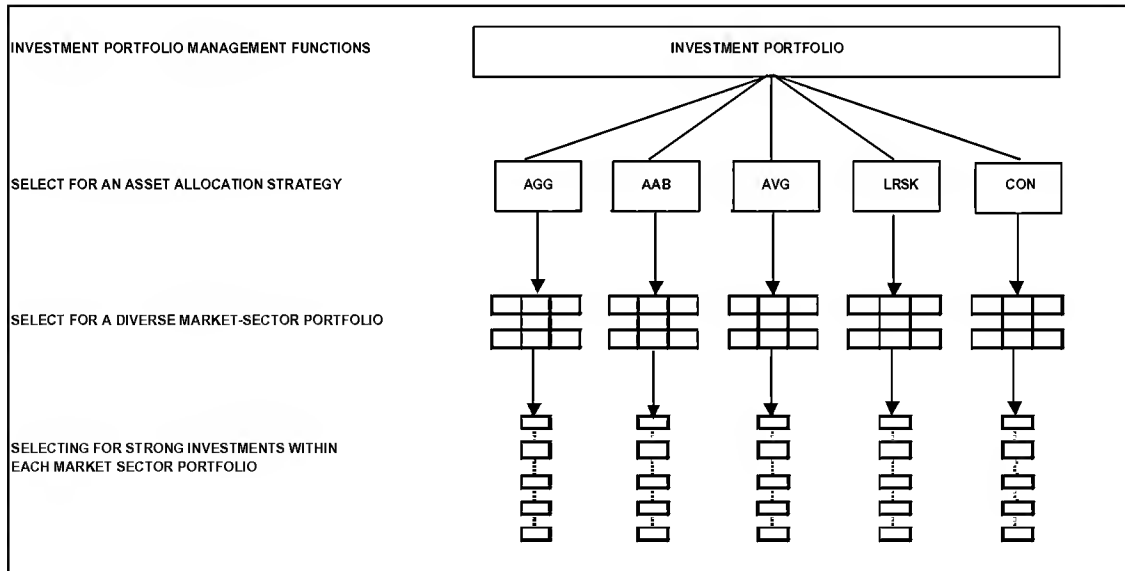 INVESTMENT PORTFOLIO MANAGEMENT FUNCTIONS
INVESTMENT PORTFOLIO
SELECT FOR AN ASSET ALLOCATION STRATEGY
AGG
AAB
AVG
LRSK
CON
SELECT FOR A DIVERSE MARKET-SECTOR PORTFOLIO
SELECTING FOR STRONG INVESTMENTS WITHIN
EACH MARKET SECTOR PORTFOLIO